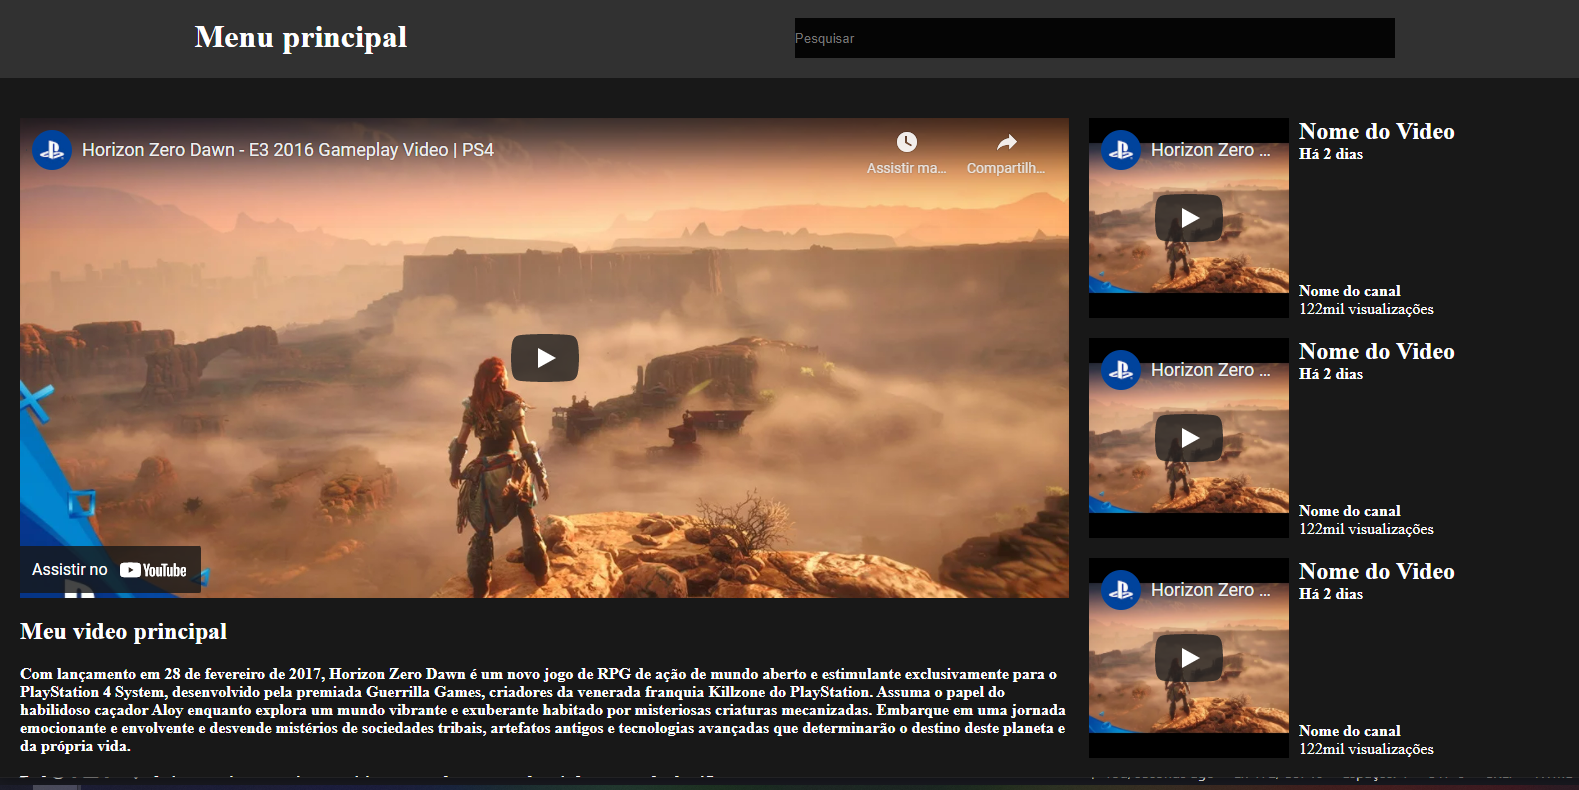 Menu principal
Pesquisar
Horizon Zero Dawn - E3 2016 Gameplay Video | PS4
Assistir ma...
Compartilh...
Assistir no YouTube
Meu video principal
Com lançamento em 28 de fevereiro de 2017, Horizon Zero Dawn é um novo jogo de RPG de ação de mundo aberto e estimulante exclusivamente para o
PlayStation 4 System, desenvolvido pela premiada Guerrilla Games, criadores da venerada franquia Killzone do PlayStation. Assuma o papel do
habilidoso caçador Aloy enquanto explora um mundo vibrante e exuberante habitado por misteriosas criaturas mecanizadas. Embarque em uma jornada
emocionante e envolvente e desvende mistérios de sociedades tribais, artefatos antigos e tecnologias avançadas que determinarão o destino deste planeta e
da própria vida.
Horizon Zero ...
Nome do Video
Há 2 dias
Nome do canal
122mil visualizações
Horizon Zero ...
Nome do Video
Há 2 dias
Nome do canal
122mil visualizações
Horizon Zero ...
Nome do Video
Há 2 dias
Nome do canal
122mil visualizações